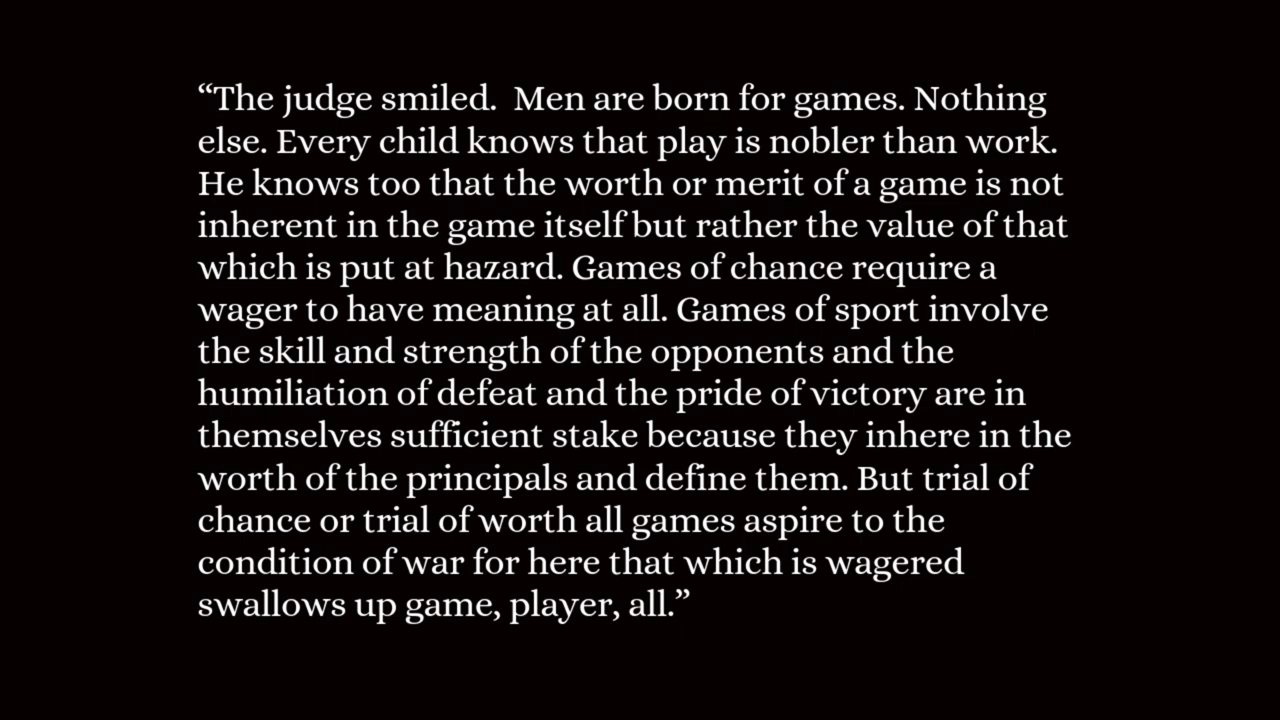 “The judge smiled.  Men are born for games. Nothing
else. Every child knows that play is nobler than work.
He knows too that the worth or merit of a game is not
inherent in the game itself but rather the value of that
which is put at hazard. Games of chance require a
wager to have meaning at all. Games of sport involve
the skill and strength of the opponents and the
humiliation of defeat and the pride of victory are in
themselves sufficient stake because they inhere in the
worth of the principals and define them. But trial of
chance or trial of worth all games aspire to the
condition of war for here that which is wagered
swallows up game, player, all.”